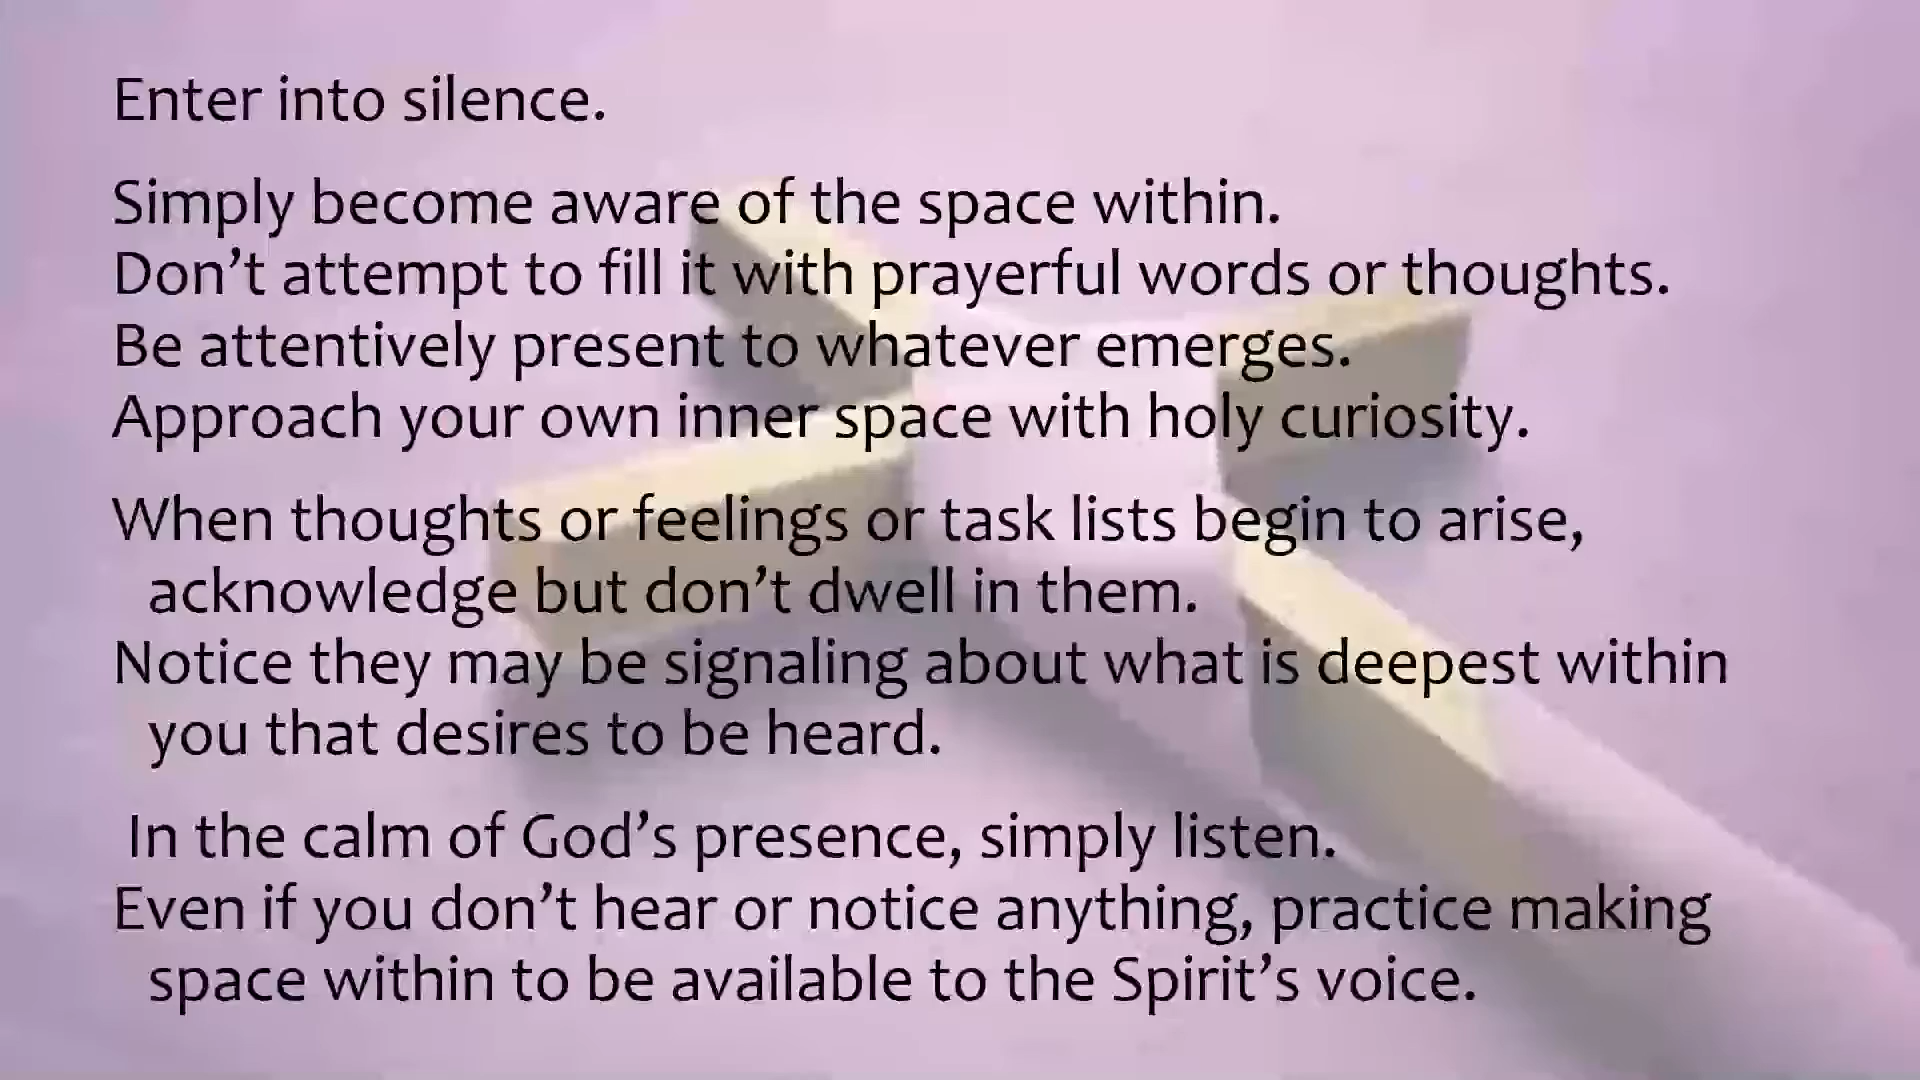 Enter into silence.
Simply become aware of the space within.
Don’t attempt to fill it with prayerful words or thoughts.
Be attentively present to whatever emerges.
Approach your own inner space with holy curiosity.
When thoughts or feelings or task lists begin to arise,
acknowledge but don’t dwell in them.
Notice they may be signaling about what is deepest within
you that desires to be heard.
In the calm of God’s presence, simply listen.
Even if you don’t hear or notice anything, practice making
space within to be available to the Spirit’s voice.